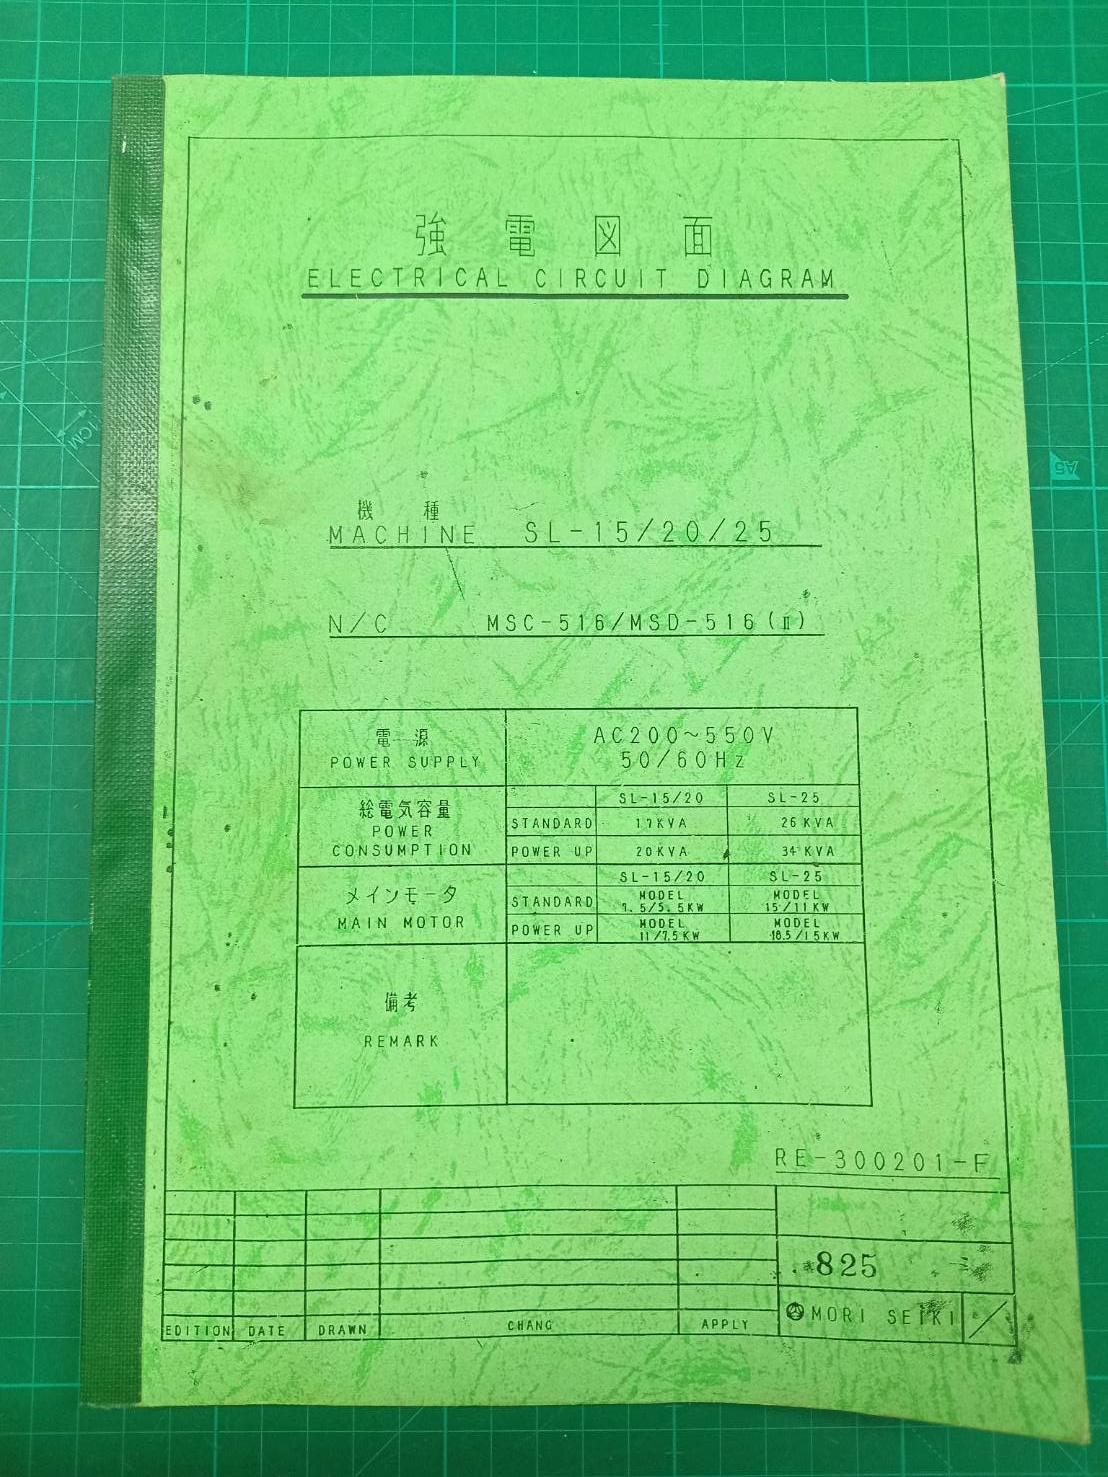 強電図面
ELECTRICAL CIRCUIT DIAGRAM
機種
MACHINE SL-15/20/25
N/C MSC-516/MSD-516(Ⅱ)
電源
POWER SUPPLY
AC200~550V
50/60Hz
総電気容量
POWER
CONSUMPTION
SL-15/20 SL-25
STANDARD 17KVA 26KVA
POWER UP 20KVA 34KVA
メインモータ
MAIN MOTOR
SL-15/20 SL-25
STANDARD MODEL 7.5/5.5KW MODEL 15/11KW
POWER UP MODEL 11/7.5KW MODEL 18.5/15KW
備考
REMARK
RE-300201-F
825
MORI SEIKI
EDITION DATE DRAWN CHANG APPLY
1CM
A5